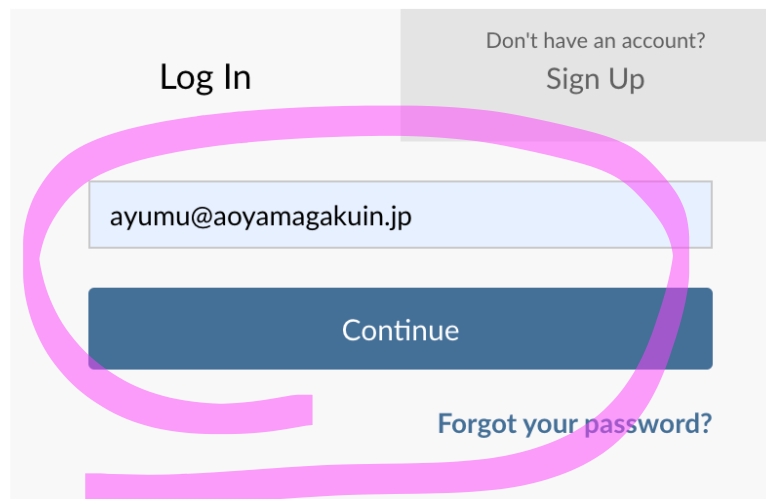 Don't have an account?
Log In
Sign Up
ayumu@aoyamagakuin.jp
Continue
Forgot your password?